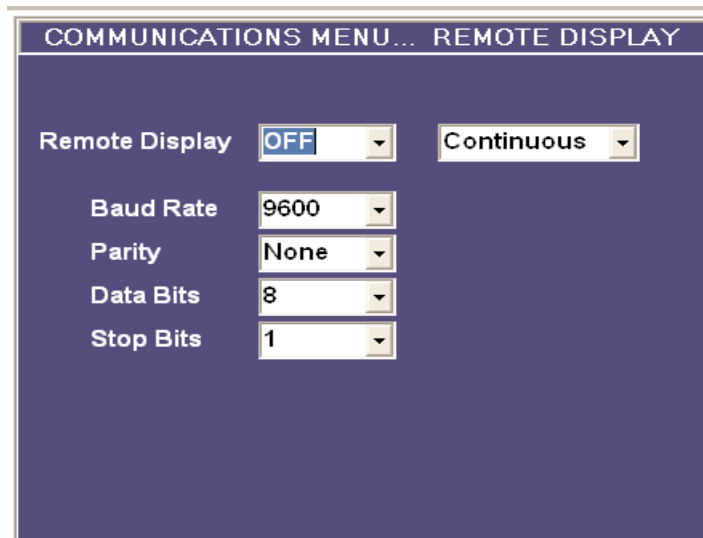 COMMUNICATIONS MENU... REMOTE DISPLAY
Remote Display OFF Continuous
Baud Rate 9600
Parity None
Data Bits 8
Stop Bits 1